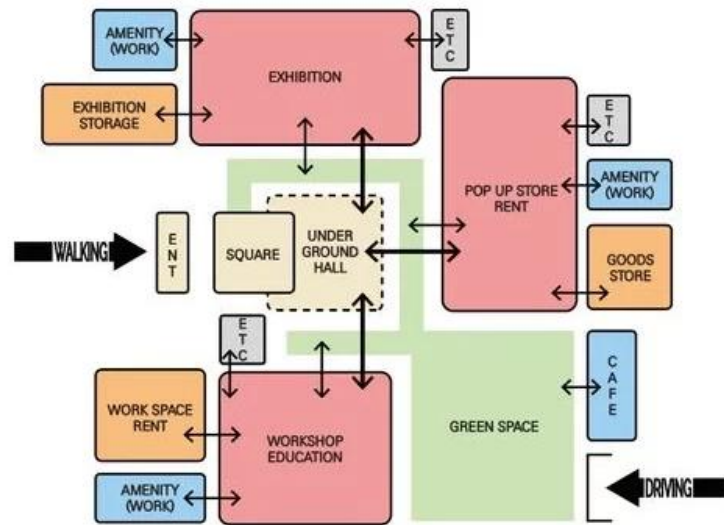 AMENITY
(WORK)
EXHIBITION
E
T
C
EXHIBITION
STORAGE
POP UP STORE
RENT
E
T
C
AMENITY
(WORK)
GOODS
STORE
WALKING
E
N
T
SQUARE
UNDER
GROUND
HALL
E
T
C
WORK SPACE
RENT
WORKSHOP
EDUCATION
AMENITY
(WORK)
GREEN SPACE
C
A
F
E
DRIVING